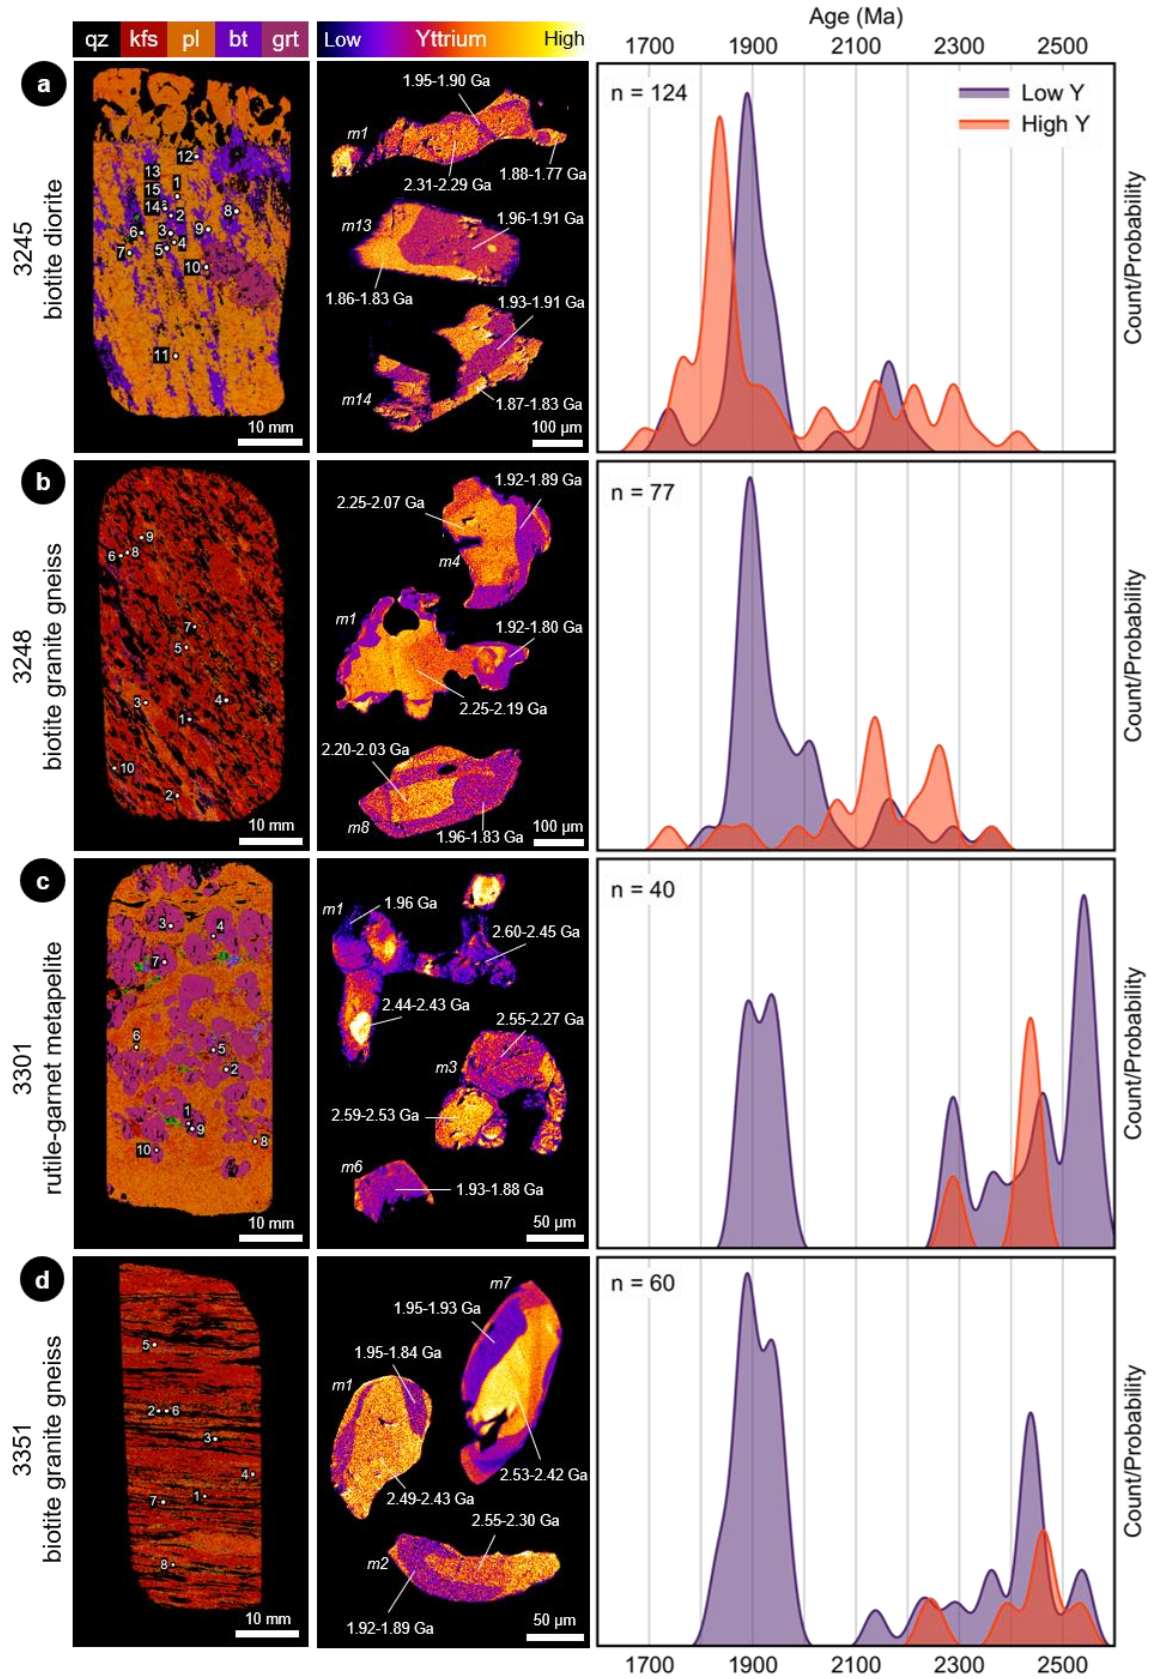 qz kfs pl bt grt
Low Yttrium High
Age (Ma)
1700 1900 2100 2300 2500
a
3245
biotite diorite
12
13
1
15
14
2
8
6
3
9
4
5
7
10
11
10 mm
1.95-1.90 Ga
m1
1.88-1.77 Ga
2.31-2.29 Ga
m13
1.96-1.91 Ga
1.86-1.83 Ga
1.93-1.91 Ga
m14
1.87-1.83 Ga
100 µm
n = 124
Low Y
High Y
Count/Probability
b
3248
biotite granite gneiss
9
8
6
7
5
3
4
1
10
2
10 mm
1.92-1.89 Ga
2.25-2.07 Ga
m4
m1
1.92-1.80 Ga
2.25-2.19 Ga
2.20-2.03 Ga
m8
1.96-1.83 Ga
100 µm
n = 77
Count/Probability
c
3301
rutile-garnet metapelite
3
4
7
6
5
2
1
9
8
10
10 mm
m1
1.96 Ga
2.60-2.45 Ga
2.44-2.43 Ga
2.55-2.27 Ga
m3
2.59-2.53 Ga
m6
1.93-1.88 Ga
50 µm
n = 40
Count/Probability
d
3351
biotite granite gneiss
5
2
6
3
4
7
1
8
10 mm
m7
1.95-1.93 Ga
1.95-1.84 Ga
m1
2.53-2.42 Ga
2.49-2.43 Ga
2.55-2.30 Ga
m2
1.92-1.89 Ga
50 µm
n = 60
Count/Probability
1700 1900 2100 2300 2500